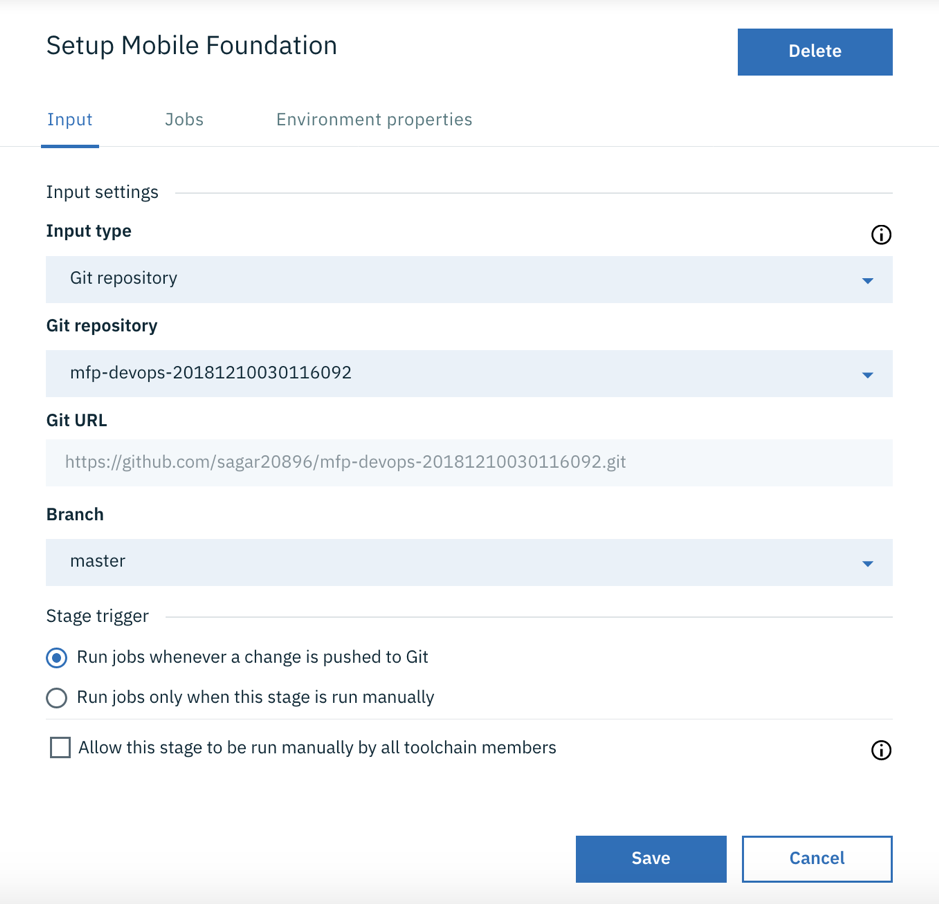 Setup Mobile Foundation
Delete
Input
Jobs
Environment properties
Input settings
Input type
Git repository
Git repository
mfp-devops-20181210030116092
Git URL
https://github.com/sagar20896/mfp-devops-20181210030116092.git
Branch
master
Stage trigger
Run jobs whenever a change is pushed to Git
Run jobs only when this stage is run manually
Allow this stage to be run manually by all toolchain members
Save
Cancel